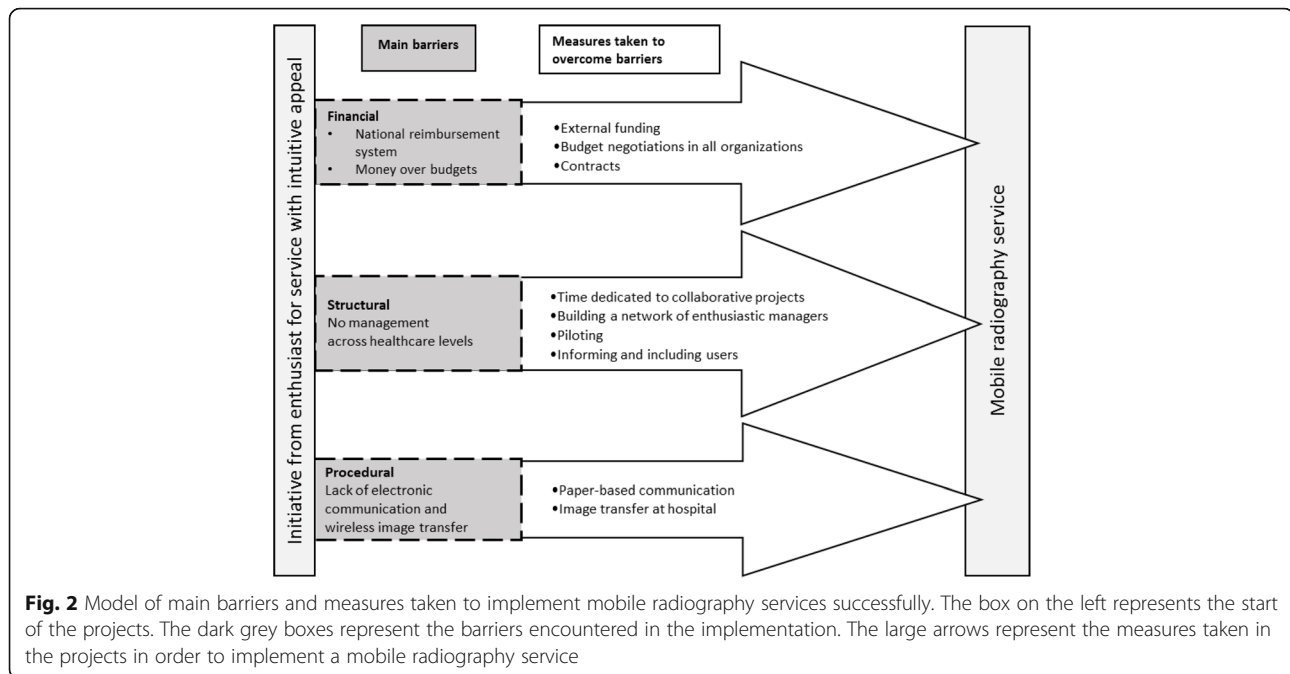 Initiative from enthusiast for service with intuitive appeal
Main barriers
Measures taken to
overcome barriers
Financial
• National reimbursement
system
• Money over budgets
•External funding
•Budget negotiations in all organizations
•Contracts
Structural
No management
across healthcare levels
•Time dedicated to collaborative projects
•Building a network of enthusiastic managers
•Piloting
•Informing and including users
Procedural
Lack of electronic
communication and
wireless image transfer
•Paper-based communication
•Image transfer at hospital
Mobile radiography service
Fig. 2 Model of main barriers and measures taken to implement mobile radiography services successfully. The box on the left represents the start
of the projects. The dark grey boxes represent the barriers encountered in the implementation. The large arrows represent the measures taken in
the projects in order to implement a mobile radiography service